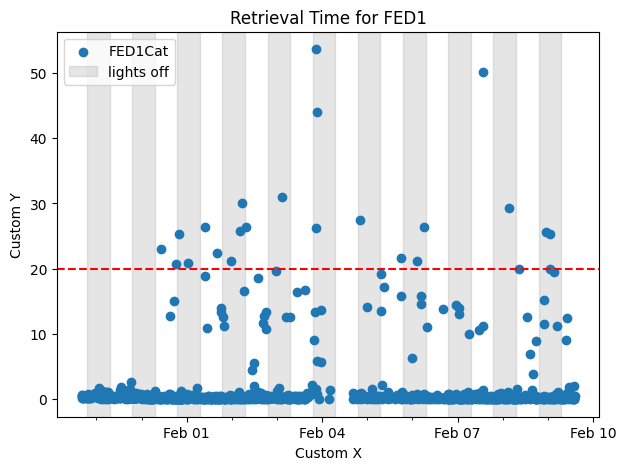 Retrieval Time for FED1
FED1Cat
lights off
50
40
30
20
10
0
Custom Y
Feb 01
Feb 04
Feb 07
Feb 10
Custom X